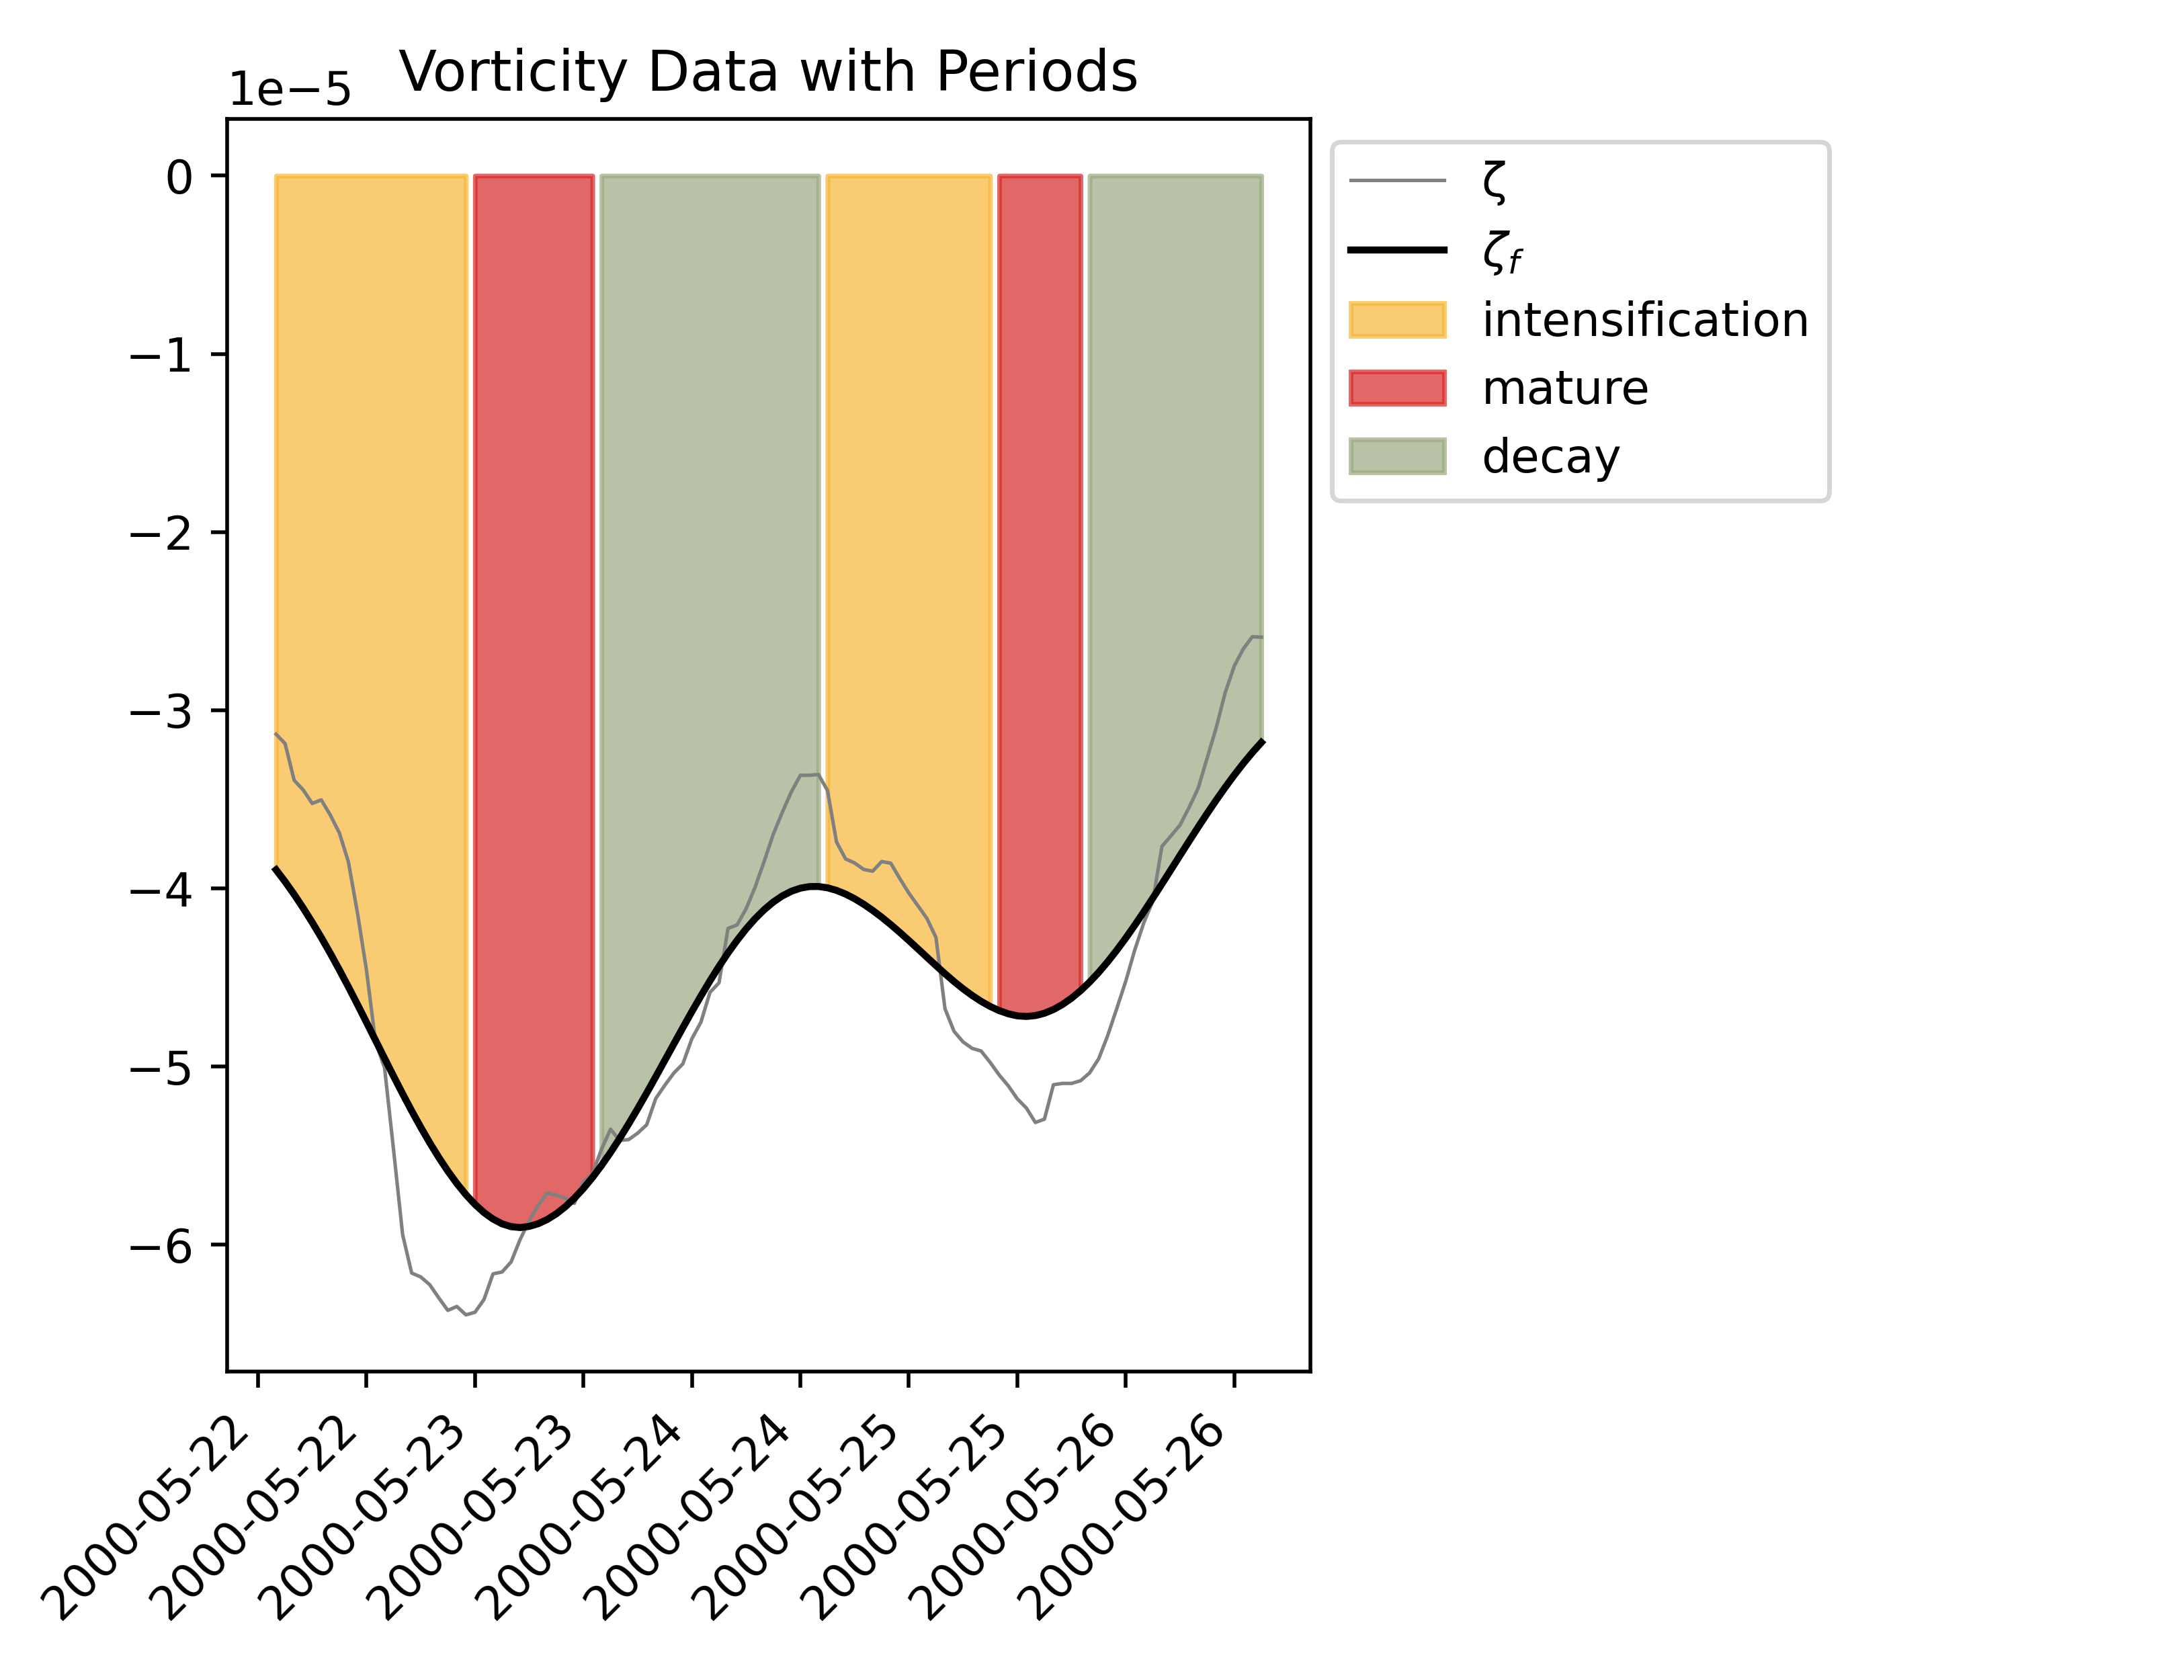 Vorticity Data with Periods
1e−5
0
−1
−2
−3
−4
−5
−6
2000-05-22
2000-05-22
2000-05-23
2000-05-23
2000-05-24
2000-05-24
2000-05-25
2000-05-25
2000-05-26
2000-05-26
ζ
ζf
intensification
mature
decay